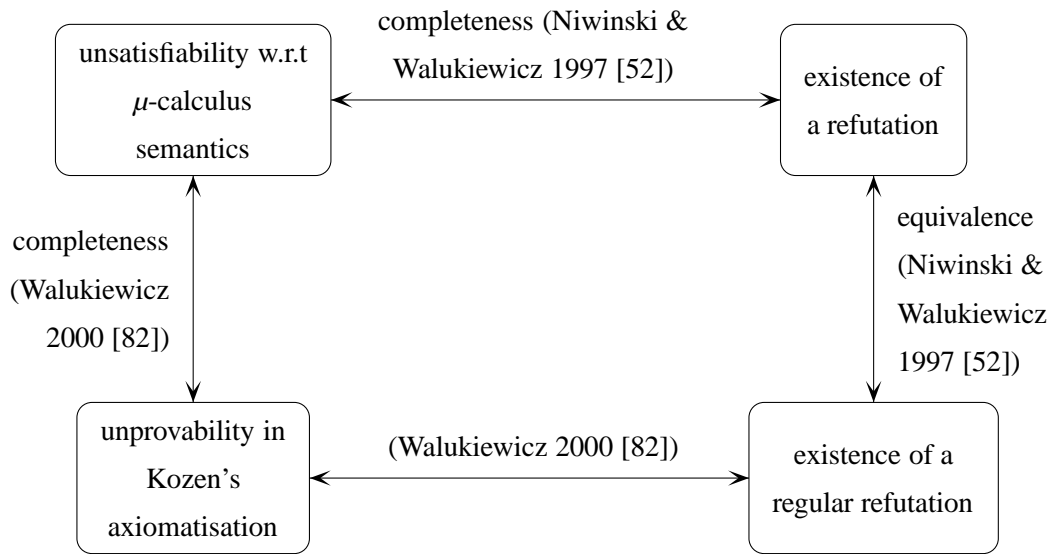 unsatisfiability w.r.t
μ-calculus
semantics
completeness (Niwinski &
Walukiewicz 1997 [52])
existence of
a refutation
completeness
(Walukiewicz
2000 [82])
equivalence
(Niwinski &
Walukiewicz
1997 [52])
unprovability in
Kozen's
axiomatisation
(Walukiewicz 2000 [82])
existence of a
regular refutation